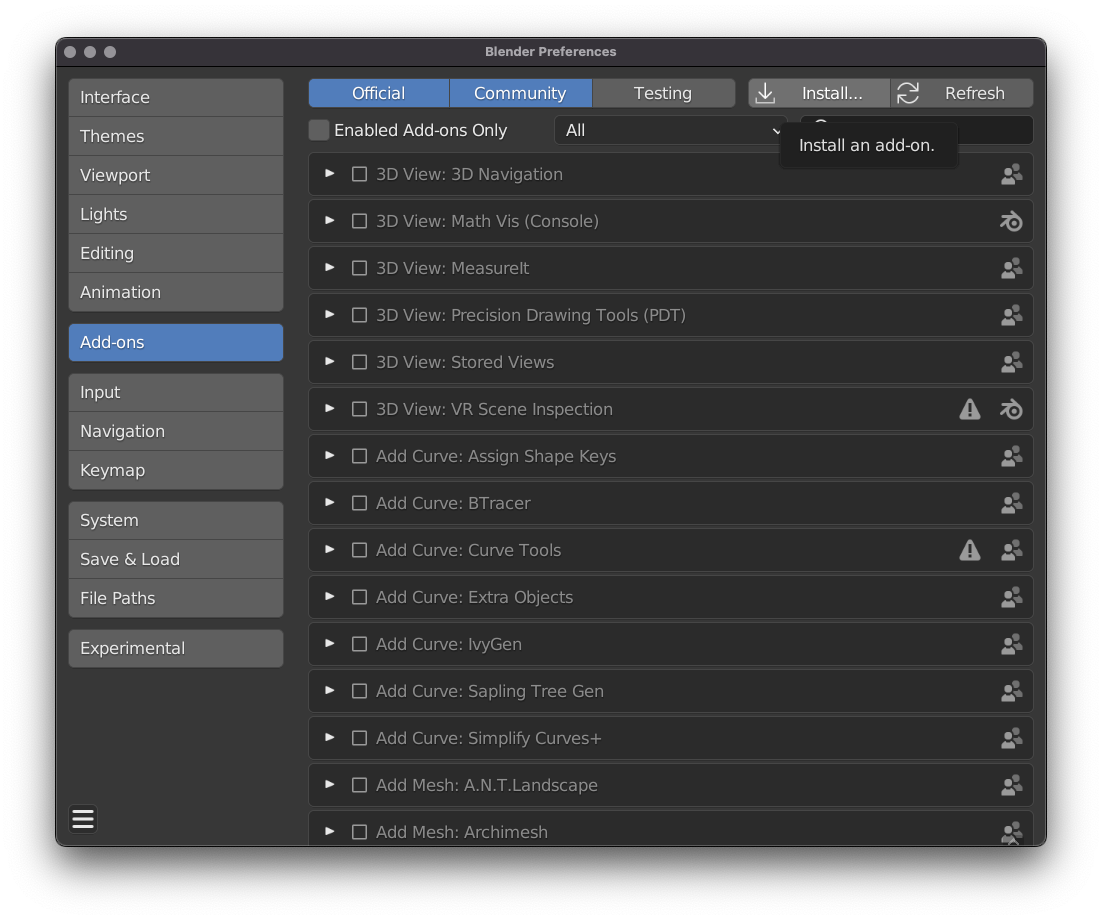 Blender Preferences
Interface
Themes
Viewport
Lights
Editing
Animation
Add-ons
Input
Navigation
Keymap
System
Save & Load
File Paths
Experimental
Official Community Testing Install... Refresh
Enabled Add-ons Only All
Install an add-on.
3D View: 3D Navigation
3D View: Math Vis (Console)
3D View: MeasureIt
3D View: Precision Drawing Tools (PDT)
3D View: Stored Views
3D View: VR Scene Inspection
Add Curve: Assign Shape Keys
Add Curve: BTracer
Add Curve: Curve Tools
Add Curve: Extra Objects
Add Curve: IvyGen
Add Curve: Sapling Tree Gen
Add Curve: Simplify Curves+
Add Mesh: A.N.T.Landscape
Add Mesh: Archimesh